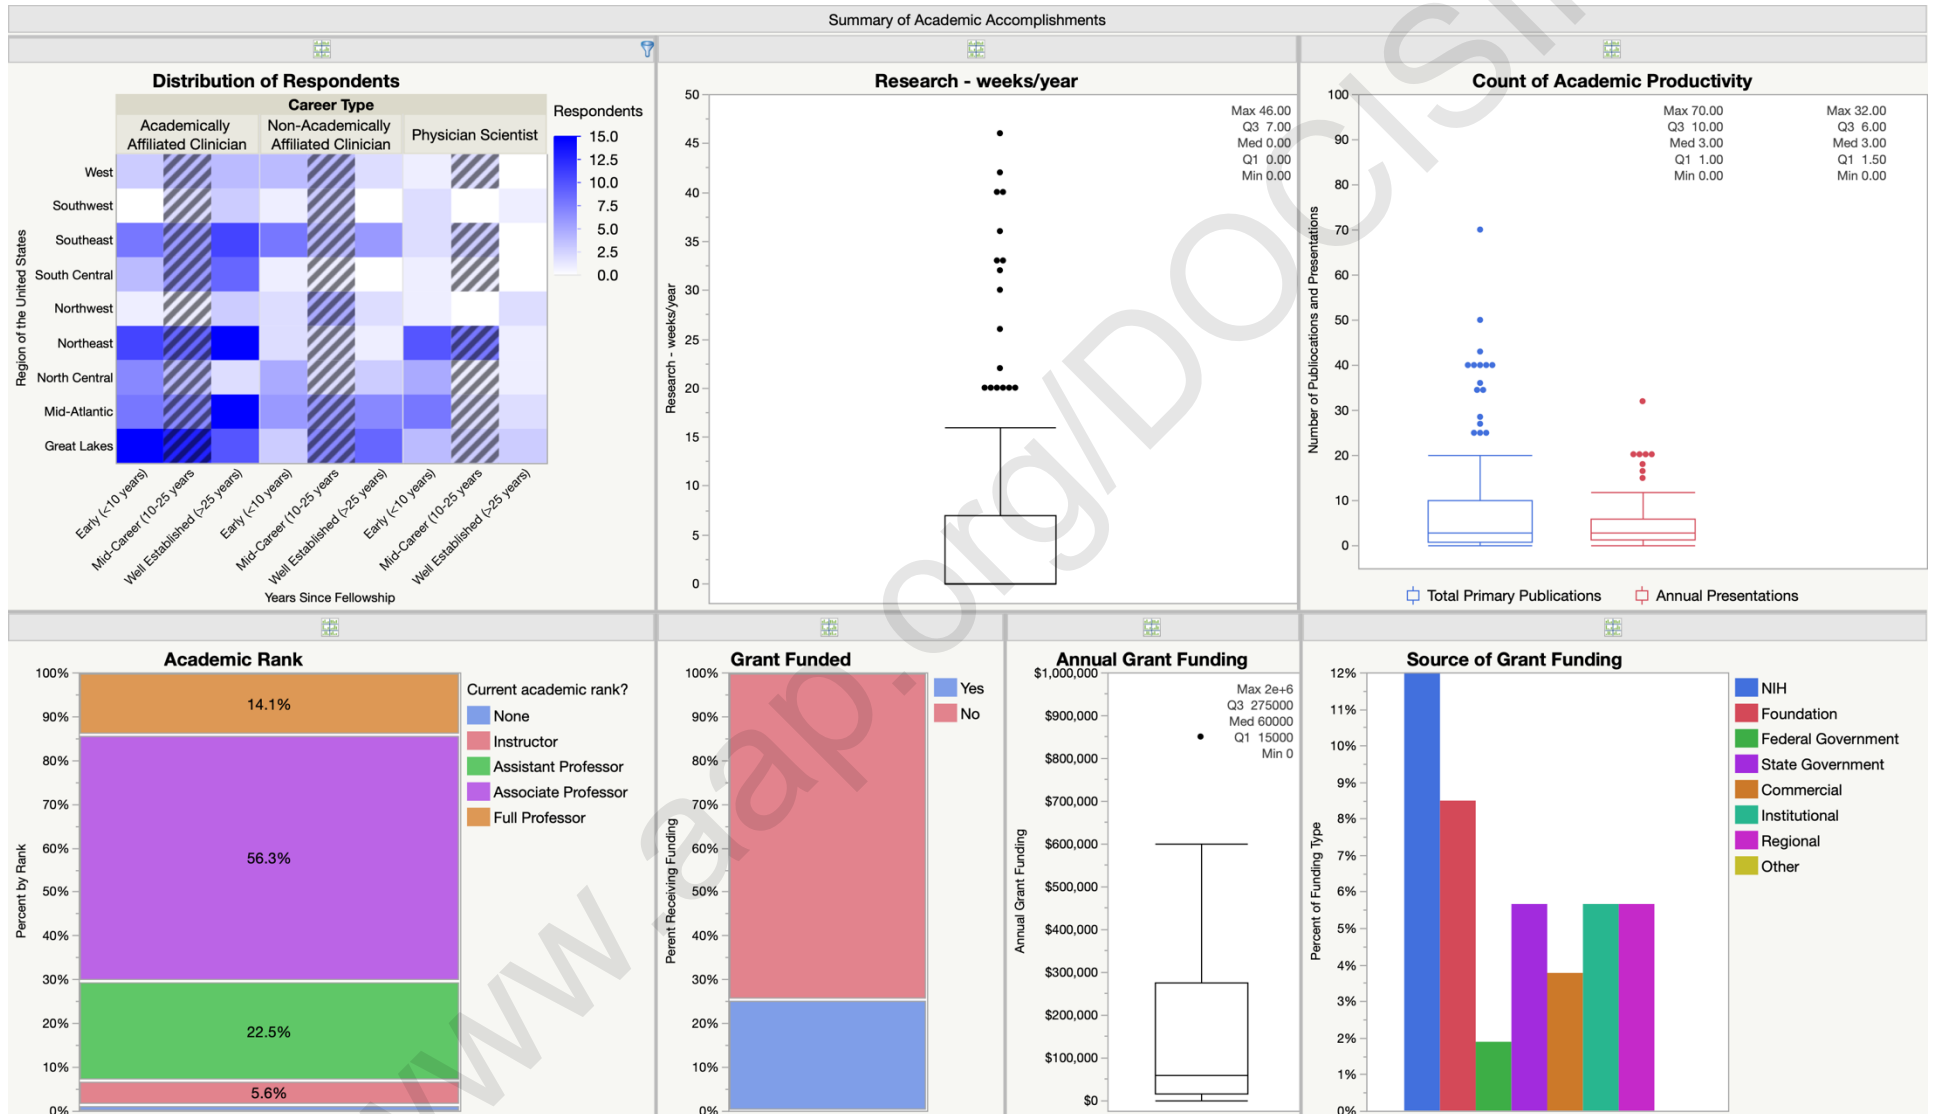 Summary of Academic Accomplishments
Distribution of Respondents
Career Type
Academically
Affiliated Clinician
Non-Academically
Affiliated Clinician
Physician Scientist
Respondents
15.0
12.5
10.0
7.5
5.0
2.5
0.0
Region of the United States
West
Southwest
Southeast
South Central
Northwest
Northeast
North Central
Mid-Atlantic
Great Lakes
Early (<10 years)
Mid-Career (10-25 years
Well Established (>25 years)
Early (<10 years)
Mid-Career (10-25 years
Well Established (>25 years)
Early (<10 years)
Mid-Career (10-25 years
Well Established (>25 years)
Years Since Fellowship
Research - weeks/year
Research - weeks/year
50
45
40
35
30
25
20
15
10
5
0
Max 46.00
Q3 7.00
Med 0.00
Q1 0.00
Min 0.00
Count of Academic Productivity
Number of Publiocations and Presentations
100
90
80
70
60
50
40
30
20
10
0
Max 70.00
Q3 10.00
Med 3.00
Q1 1.00
Min 0.00
Max 32.00
Q3 6.00
Med 3.00
Q1 1.50
Min 0.00
Total Primary Publications
Annual Presentations
Academic Rank
Percent by Rank
100%
90%
80%
70%
60%
50%
40%
30%
20%
10%
0%
14.1%
56.3%
22.5%
5.6%
Current academic rank?
None
Instructor
Assistant Professor
Associate Professor
Full Professor
Grant Funded
Perent Receiving Funding
100%
90%
80%
70%
60%
50%
40%
30%
20%
10%
0%
Yes
No
Annual Grant Funding
Annual Grant Funding
$1,000,000
$900,000
$800,000
$700,000
$600,000
$500,000
$400,000
$300,000
$200,000
$100,000
$0
Max 2e+6
Q3 275000
Med 60000
Q1 15000
Min 0
Source of Grant Funding
Percent of Funding Type
12%
11%
10%
9%
8%
7%
6%
5%
4%
3%
2%
1%
0%
NIH
Foundation
Federal Government
State Government
Commercial
Institutional
Regional
Other
www.aap.org/DOCISI